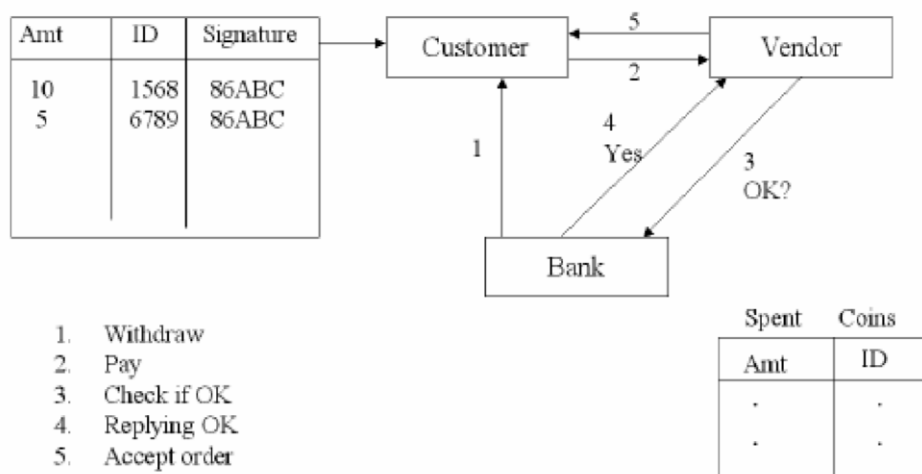 Amt ID Signature
10 1568 86ABC
5 6789 86ABC
Customer
5
2
Vendor
1
4
Yes
3
OK?
Bank
1. Withdraw
2. Pay
3. Check if OK
4. Replying OK
5. Accept order
Spent Coins
Amt ID
. .
. .